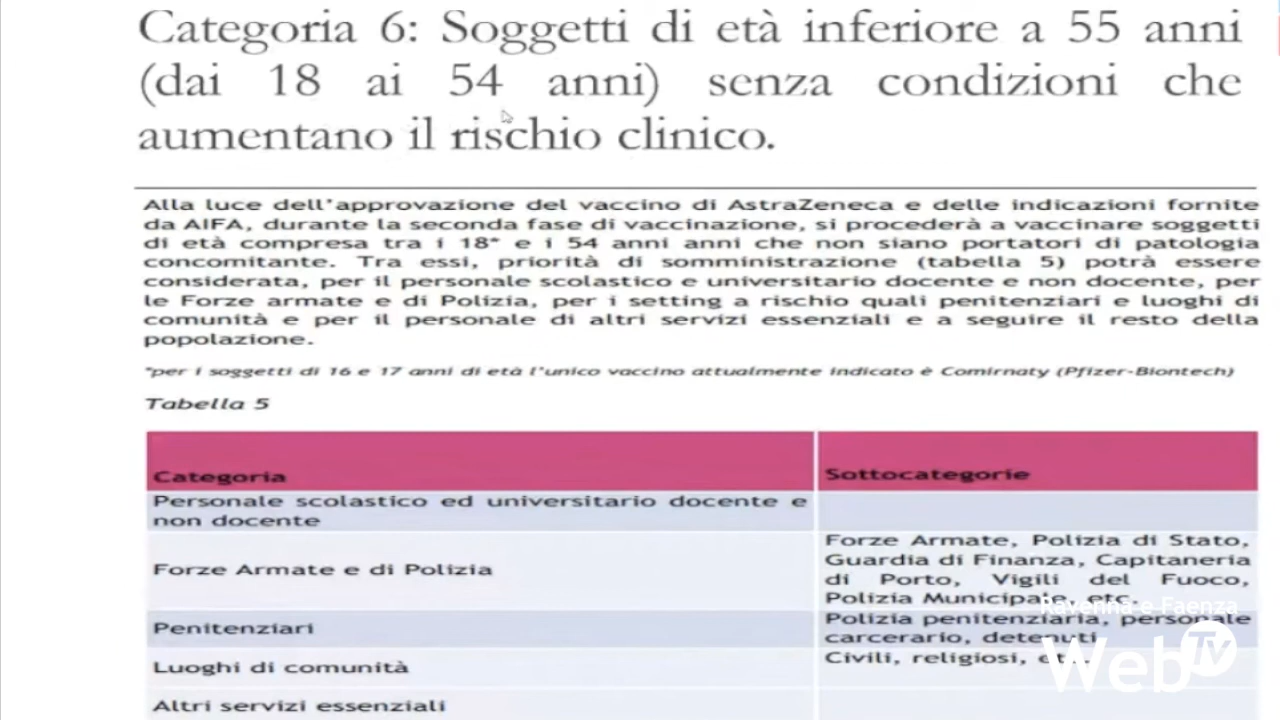 Categoria 6: Soggetti di età inferiore a 55 anni
(dai 18 ai 54 anni) senza condizioni che
aumentano il rischio clinico.
Alla luce dell'approvazione del vaccino di AstraZeneca e delle indicazioni fornite
da AIFA, durante la seconda fase di vaccinazione, si procederà a vaccinare soggetti
di età compresa tra i 18* e i 54 anni anni che non siano portatori di patologia
concomitante. Tra essi, priorità di somministrazione (tabella 5) potrà essere
considerata, per il personale scolastico e universitario docente e non docente, per
le Forze armate e di Polizia, per i setting a rischio quali penitenziari e luoghi di
comunità e per il personale di altri servizi essenziali e a seguire il resto della
popolazione.
*per i soggetti di 16 e 17 anni di età l'unico vaccino attualmente indicato è Comirnaty (Pfizer-Biontech)
Tabella 5
Categoria
Sottocategorie
Personale scolastico ed universitario docente e
non docente
Forze Armate e di Polizia
Forze Armate, Polizia di Stato,
Guardia di Finanza, Capitaneria
di Porto, Vigili del Fuoco,
Polizia Municipale, etc.
Penitenziari
Polizia penitenziaria, personale
carcerario, detenuti
Luoghi di comunità
Civili, religiosi, etc.
Altri servizi essenziali
Ravenna e Faenza
WebTv